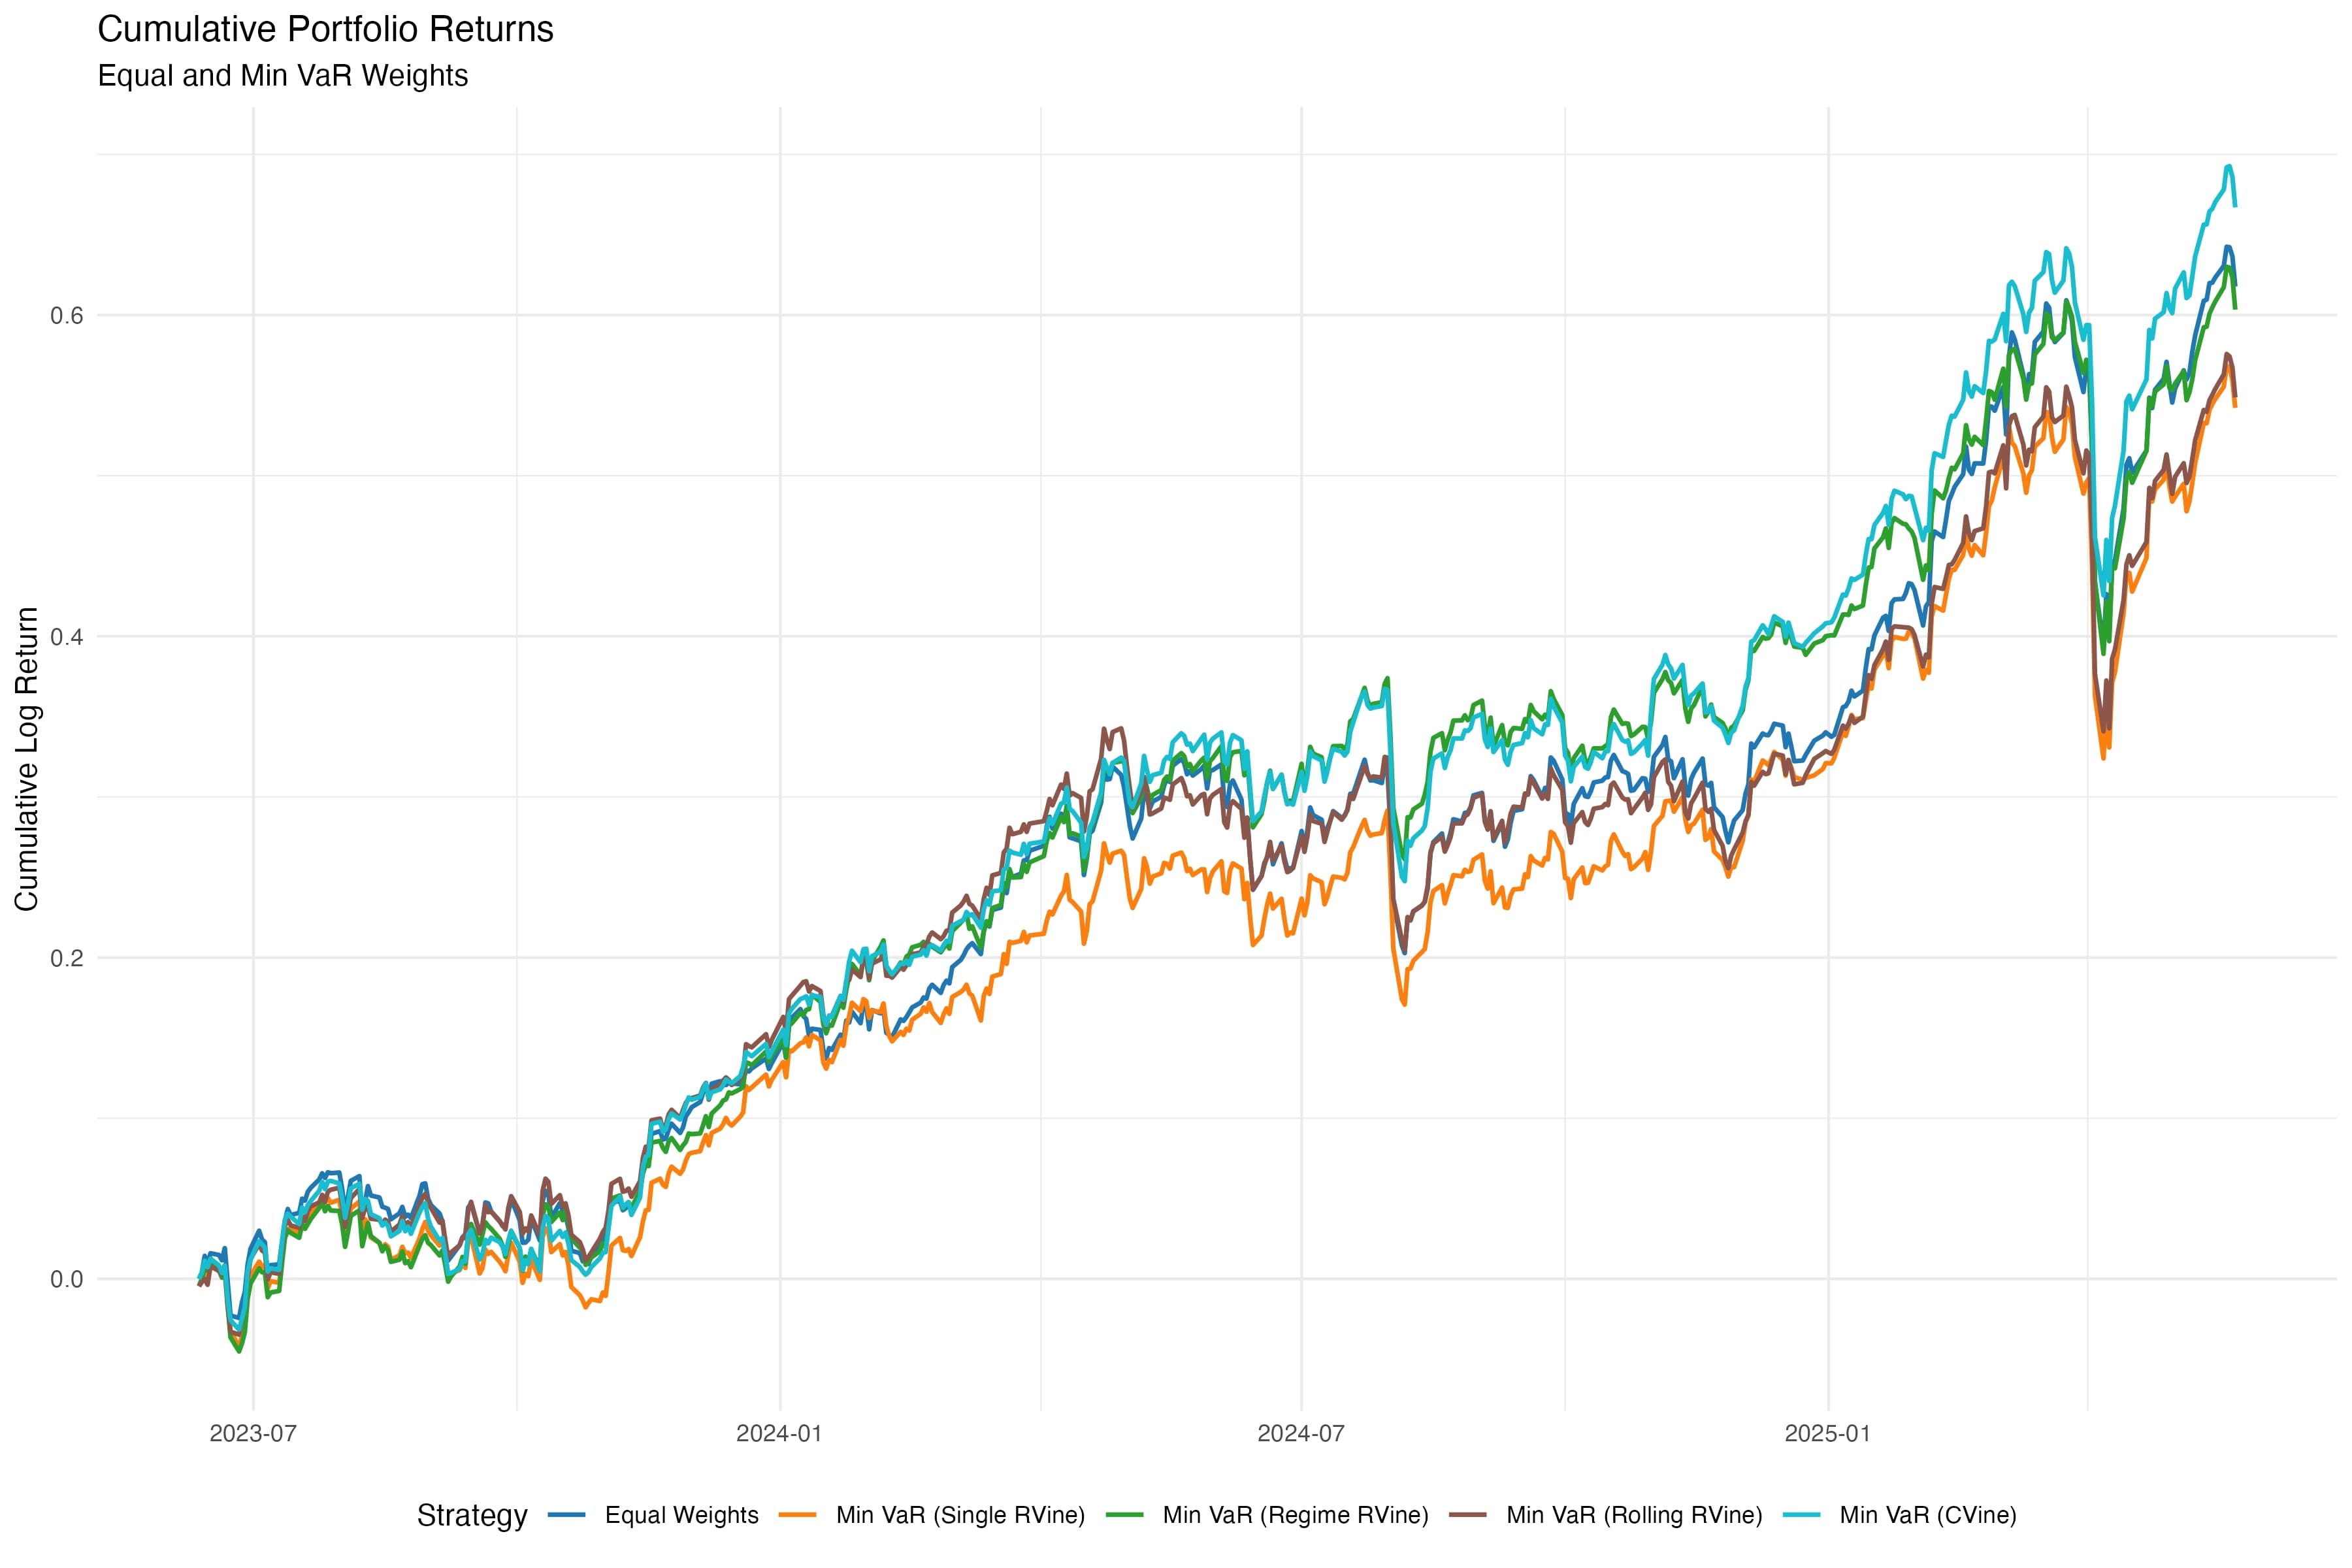 Cumulative Portfolio Returns
Equal and Min VaR Weights
Cumulative Log Return
0.6
0.4
0.2
0.0
2023-07 2024-01 2024-07 2025-01
Strategy Equal Weights Min VaR (Single RVine) Min VaR (Regime RVine) Min VaR (Rolling RVine) Min VaR (CVine)